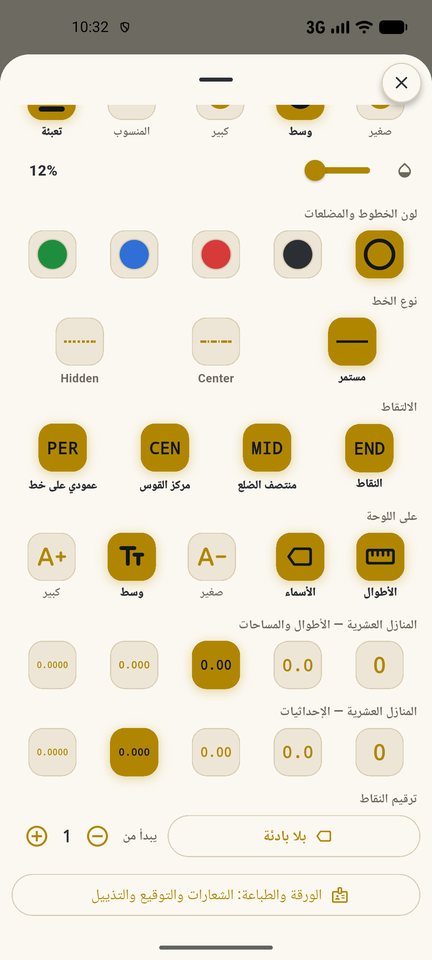 10:32 3G
صغير وسط كبير المنسوب تعبئة
12%
لون الخطوط والمضلعات
نوع الخط
مستمر Center Hidden
الالتقاط
END MID CEN PER
النقاط منتصف الضلع مركز القوس عمودي على خط
على اللوحة
A− Tт A+
الأطوال الأسماء صغير وسط كبير
المنازل العشرية — الأطوال والمساحات
0 0.0 0.00 0.000 0.0000
المنازل العشرية — الإحداثيات
0 0.0 0.00 0.000 0.0000
ترقيم النقاط
بلا بادئة يبدأ من 1
الورقة والطباعة: الشعارات والتوقيع والتذييل